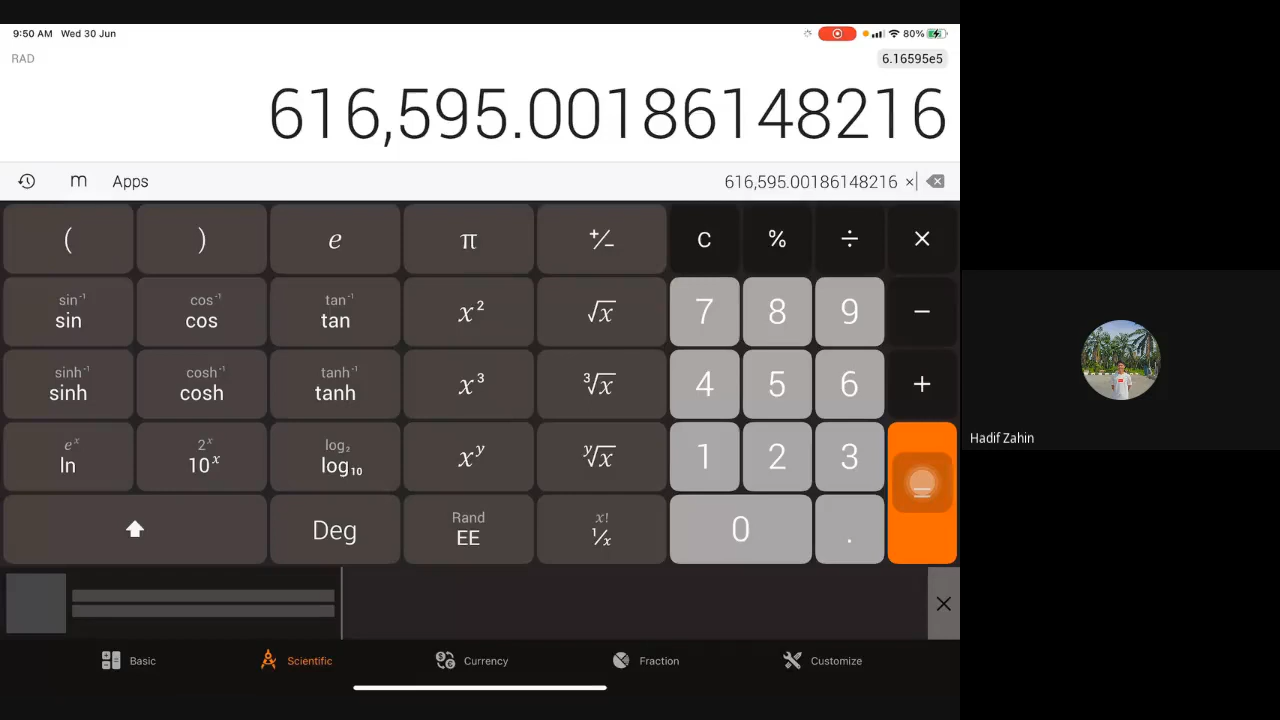 9:50 AM Wed 30 Jun
80%
RAD
6.16595e5
616,595.00186148216
m Apps
616,595.00186148216 ×
( ) e π +/− C % ÷ ×
sin⁻¹ cos⁻¹ tan⁻¹
sin cos tan x² √x 7 8 9 −
sinh⁻¹ cosh⁻¹ tanh⁻¹
sinh cosh tanh x³ ³√x 4 5 6 +
eˣ 2ˣ log₂
ln 10ˣ log₁₀ xʸ ʸ√x 1 2 3
Rand x!
Deg EE 1/x 0 .
Basic Scientific Currency Fraction Customize
Hadif Zahin